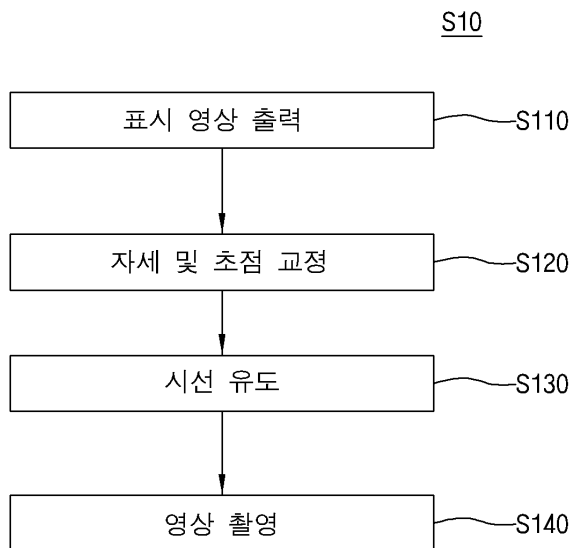 S10
표시 영상 출력
S110
자세 및 초점 교정
S120
시선 유도
S130
영상 촬영
S140